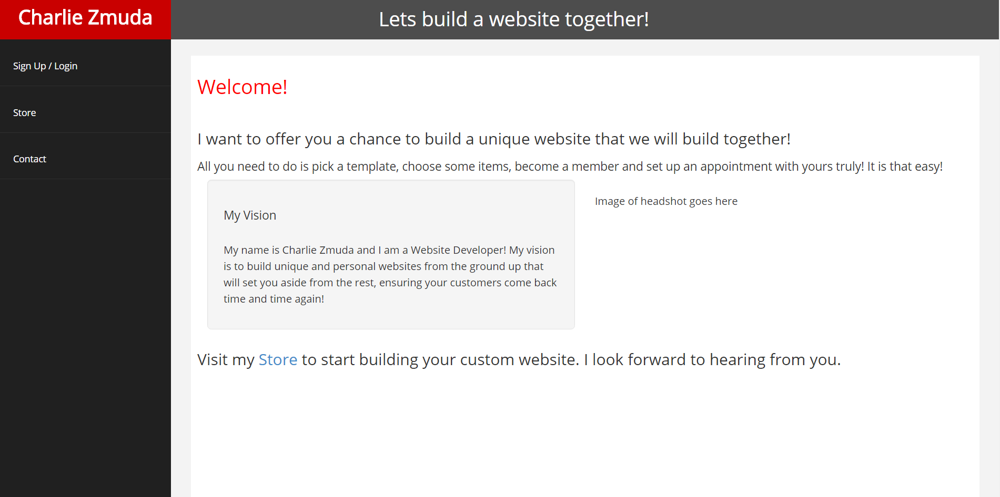 Charlie Zmuda
Lets build a website together!
Sign Up / Login
Store
Contact
Welcome!
I want to offer you a chance to build a unique website that we will build together!
All you need to do is pick a template, choose some items, become a member and set up an appointment with yours truly! It is that easy!
My Vision
My name is Charlie Zmuda and I am a Website Developer! My vision
is to build unique and personal websites from the ground up that
will set you aside from the rest, ensuring your customers come back
time and time again!
Image of headshot goes here
Visit my Store to start building your custom website. I look forward to hearing from you.